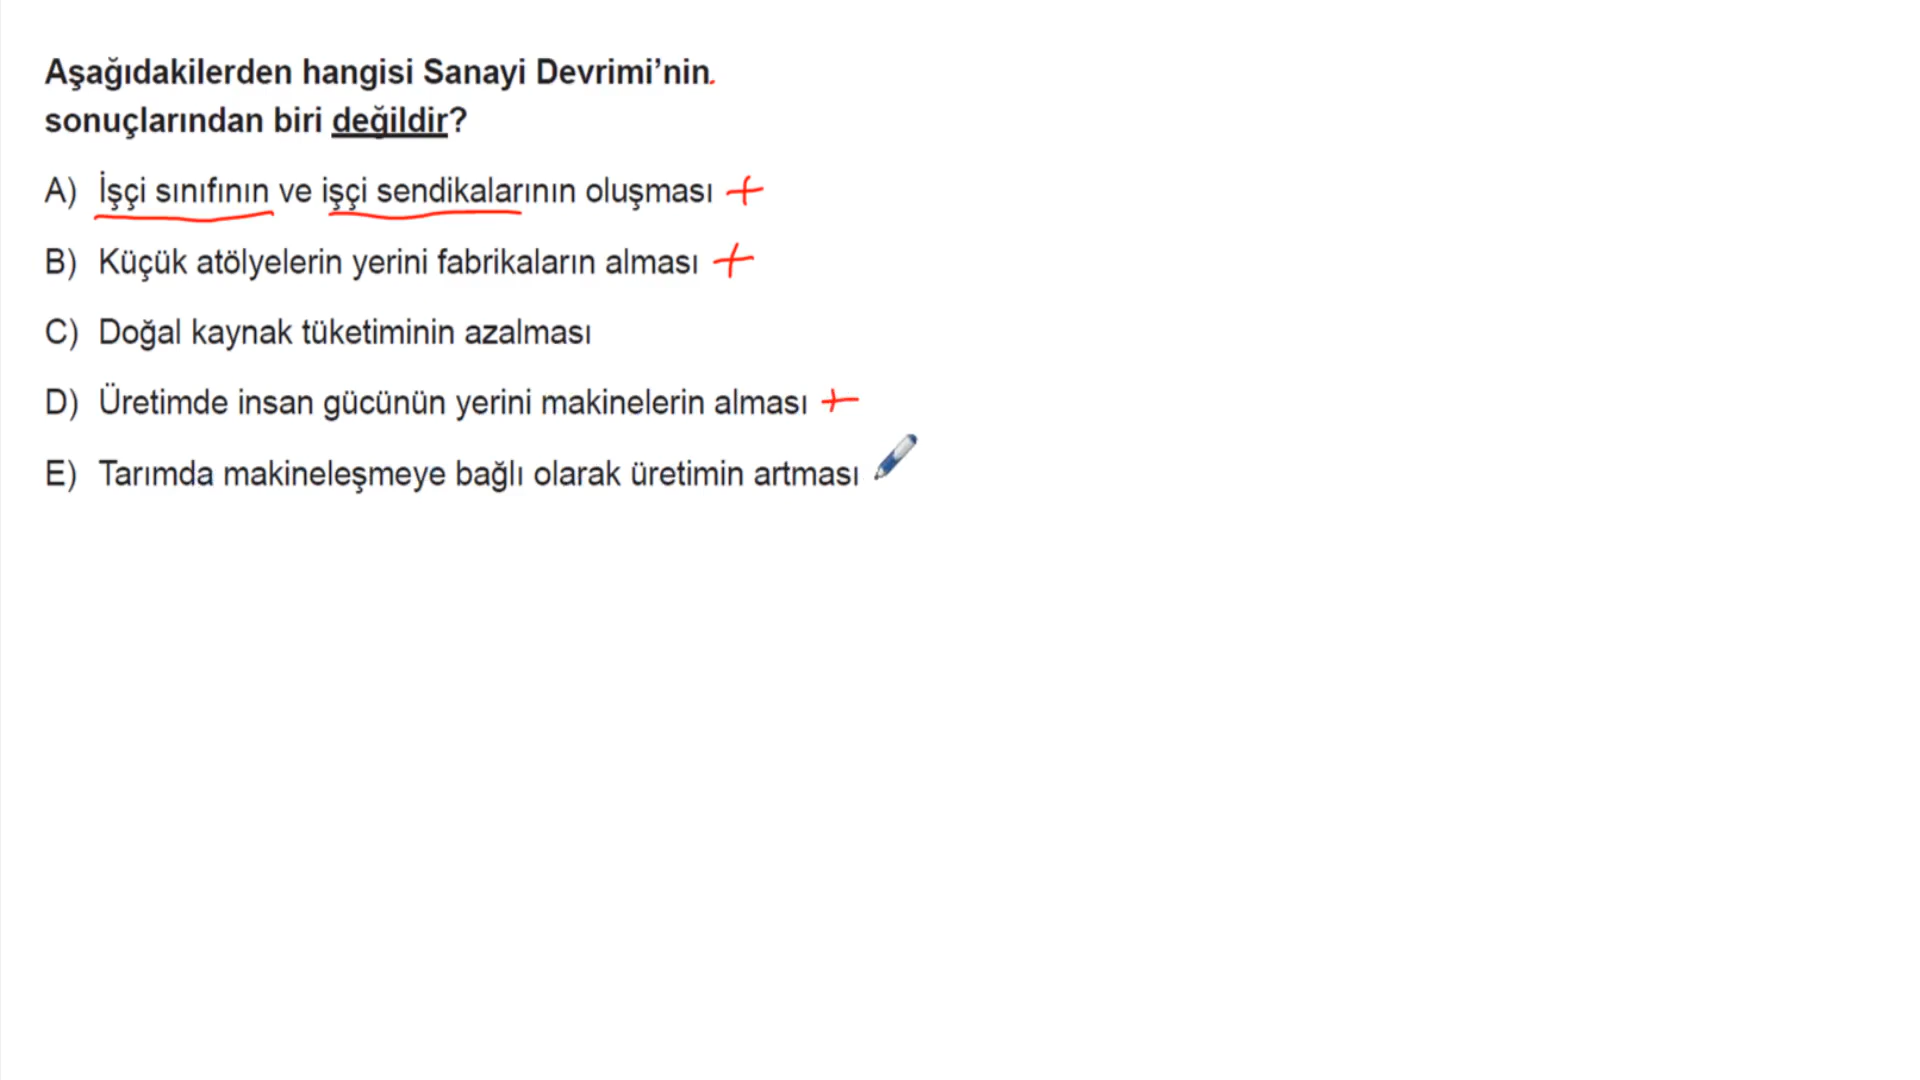 Aşağıdakilerden hangisi Sanayi Devrimi’nin
sonuçlarından biri değildir?
A) İşçi sınıfının ve işçi sendikalarının oluşması +
B) Küçük atölyelerin yerini fabrikaların alması +
C) Doğal kaynak tüketiminin azalması
D) Üretimde insan gücünün yerini makinelerin alması +
E) Tarımda makineleşmeye bağlı olarak üretimin artması